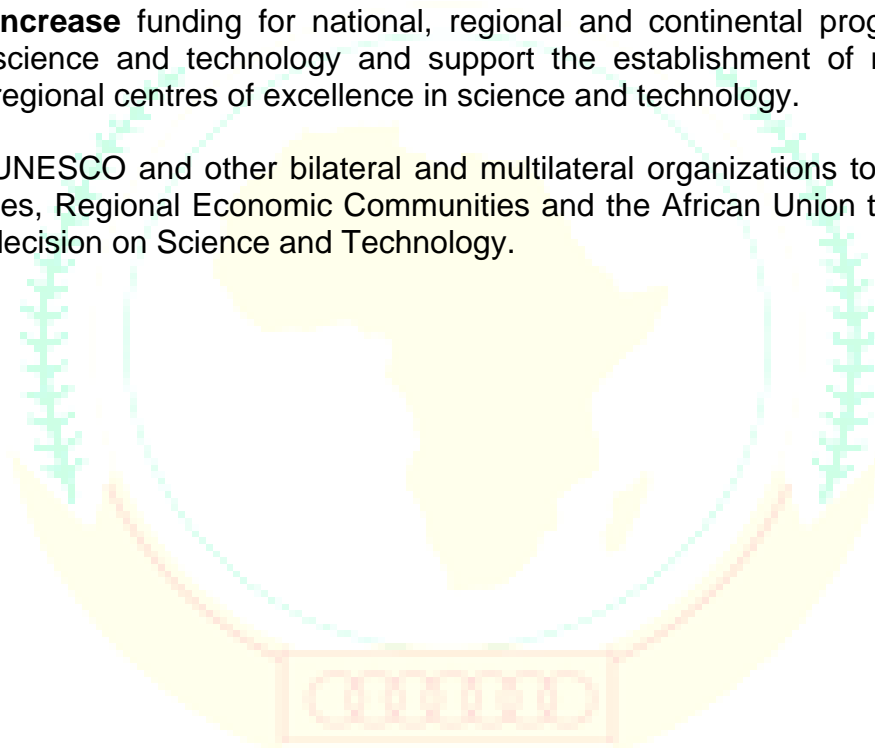 ncrease funding for national, regional and continental prog
science and technology and support the establishment of
regional centres of excellence in science and technology.
UNESCO and other bilateral and multilateral organizations to
es, Regional Economic Communities and the African Union t
decision on Science and Technology.